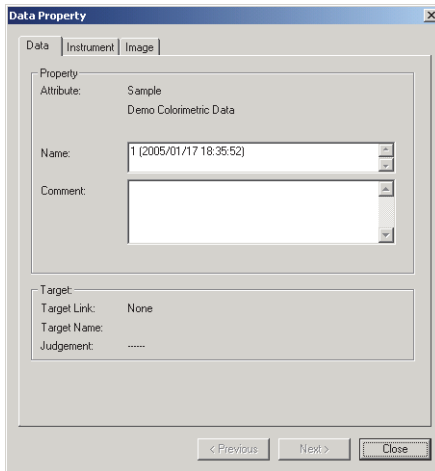 Data Property
Data Instrument Image
Property
Attribute: Sample
Demo Colorimetric Data
Name: 1 (2005/01/17 18:35:52)
Comment:
Target:
Target Link: None
Target Name:
Judgement: ------
< Previous Next > Close